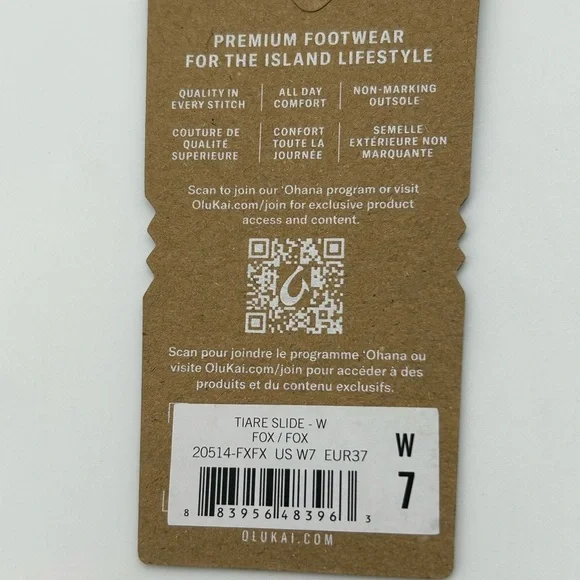 PREMIUM FOOTWEAR
FOR THE ISLAND LIFESTYLE
QUALITY IN
EVERY STITCH
ALL DAY
COMFORT
NON-MARKING
OUTSOLE
COUTURE DE
QUALITÉ
SUPERIEURE
CONFORT
TOUTE LA
JOURNÉE
SEMELLE
EXTÉRIEURE NON
MARQUANTE
Scan to join our ʻOhana program or visit
OluKai.com/join for exclusive product
access and content.
Scan pour joindre le programme ʻOhana ou
visite OluKai.com/join pour accéder à des
produits et du contenu exclusifs.
TIARE SLIDE - W
FOX / FOX
20514-FXFX US W7 EUR37
W
7
8 83956 48396 3
OLUKAI.COM